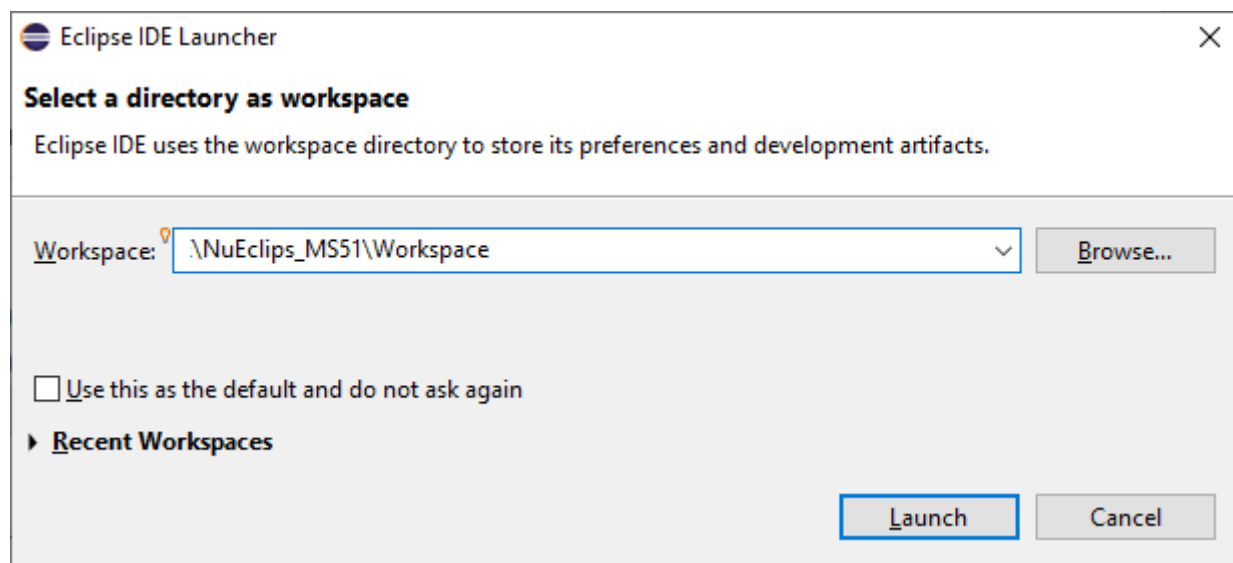 Eclipse IDE Launcher
Select a directory as workspace
Eclipse IDE uses the workspace directory to store its preferences and development artifacts.
Workspace: .\NuEclips_MS51\Workspace Browse...
Use this as the default and do not ask again
Recent Workspaces
Launch Cancel